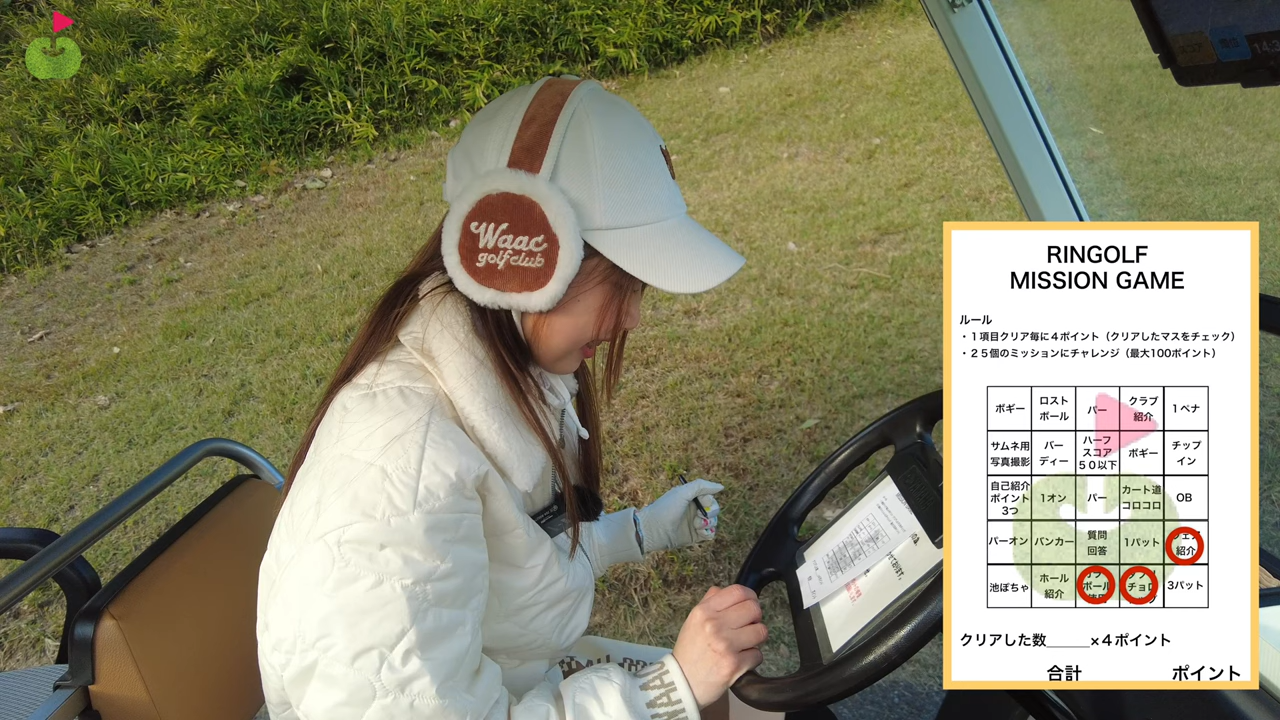 Waac
golf club
RINGOLF
MISSION GAME
ルール
・１項目クリア毎に４ポイント（クリアしたマスをチェック）
・２５個のミッションにチャレンジ（最大100ポイント）
ボギー
ロスト
ボール
パー
クラブ
紹介
１ペナ
サムネ用
写真撮影
バー
ディー
ハーフ
スコア
５０以下
ボギー
チップ
イン
自己紹介
ポイント
3つ
1オン
パー
カート道
コロコロ
OB
パーオン
バンカー
質問
回答
1パット
紹介
池ぽちゃ
ホール
紹介
ボール
チョロ
3パット
クリアした数_____×４ポイント
合計 ポイント